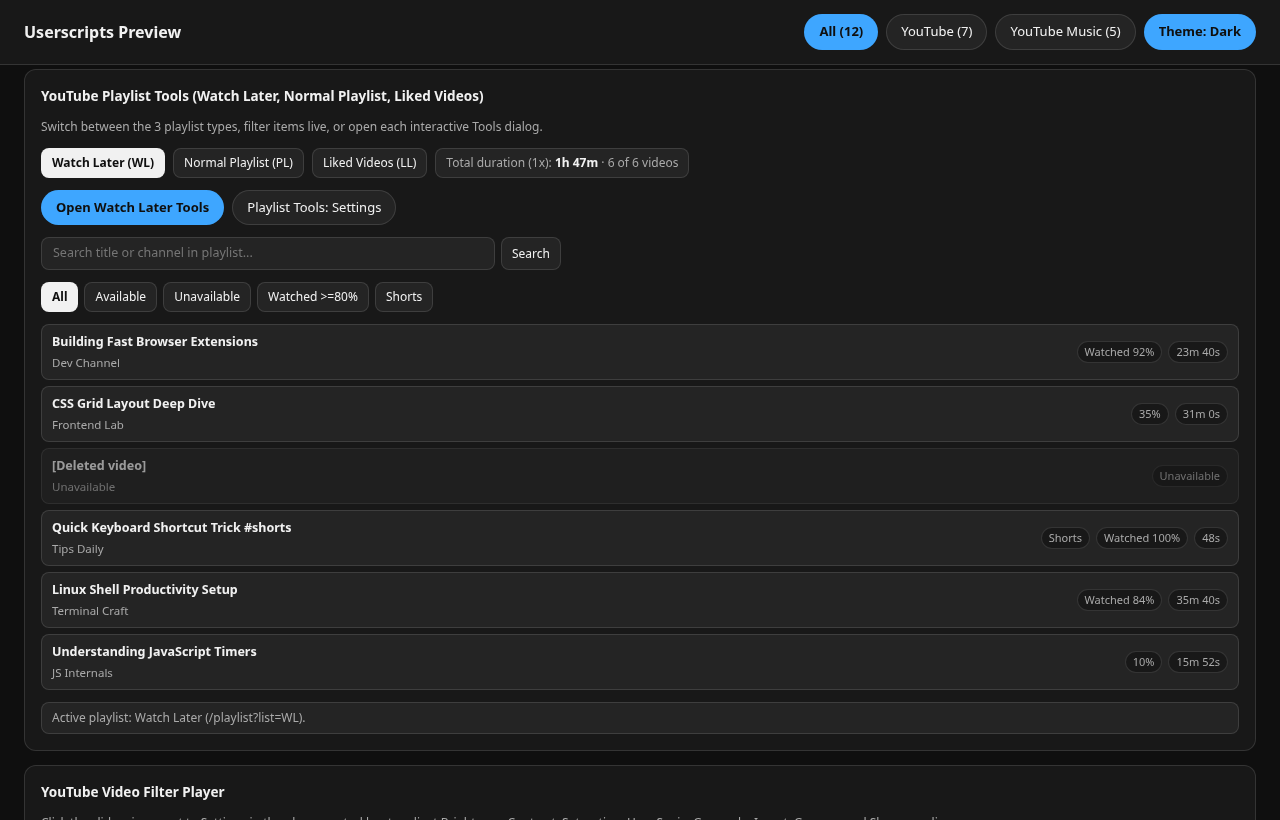 Userscripts Preview
All (12)
YouTube (7)
YouTube Music (5)
Theme: Dark
YouTube Playlist Tools (Watch Later, Normal Playlist, Liked Videos)
Switch between the 3 playlist types, filter items live, or open each interactive Tools dialog.
Watch Later (WL)
Normal Playlist (PL)
Liked Videos (LL)
Total duration (1x): 1h 47m · 6 of 6 videos
Open Watch Later Tools
Playlist Tools: Settings
Search title or channel in playlist...
Search
All
Available
Unavailable
Watched >=80%
Shorts
Building Fast Browser Extensions
Dev Channel
Watched 92%
23m 40s
CSS Grid Layout Deep Dive
Frontend Lab
35%
31m 0s
[Deleted video]
Unavailable
Unavailable
Quick Keyboard Shortcut Trick #shorts
Tips Daily
Shorts
Watched 100%
48s
Linux Shell Productivity Setup
Terminal Craft
Watched 84%
35m 40s
Understanding JavaScript Timers
JS Internals
10%
15m 52s
Active playlist: Watch Later (/playlist?list=WL).
YouTube Video Filter Player